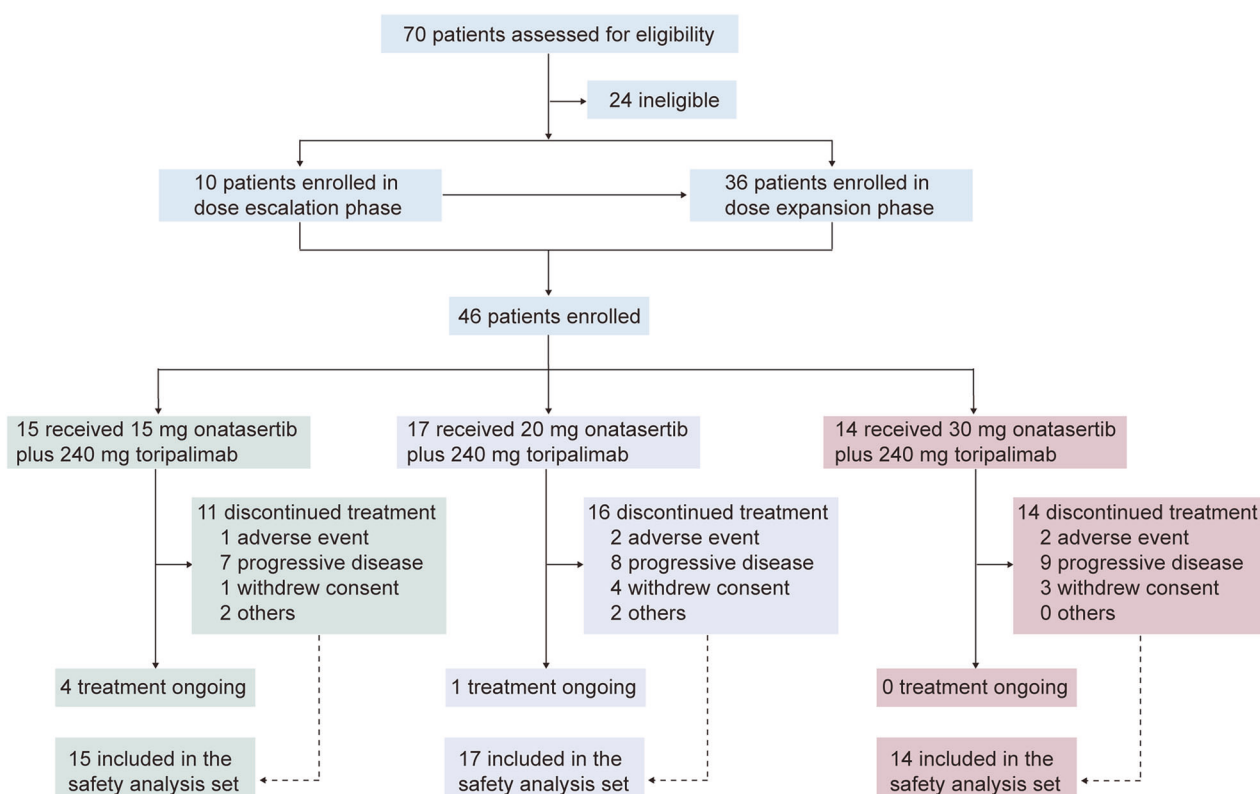 70 patients assessed for eligibility
24 ineligible
10 patients enrolled in
dose escalation phase
36 patients enrolled in
dose expansion phase
46 patients enrolled
15 received 15 mg onatasertib
plus 240 mg toripalimab
17 received 20 mg onatasertib
plus 240 mg toripalimab
14 received 30 mg onatasertib
plus 240 mg toripalimab
11 discontinued treatment
1 adverse event
7 progressive disease
1 withdrew consent
2 others
16 discontinued treatment
2 adverse event
8 progressive disease
4 withdrew consent
2 others
14 discontinued treatment
2 adverse event
9 progressive disease
3 withdrew consent
0 others
4 treatment ongoing
1 treatment ongoing
0 treatment ongoing
15 included in the
safety analysis set
17 included in the
safety analysis set
14 included in the
safety analysis set